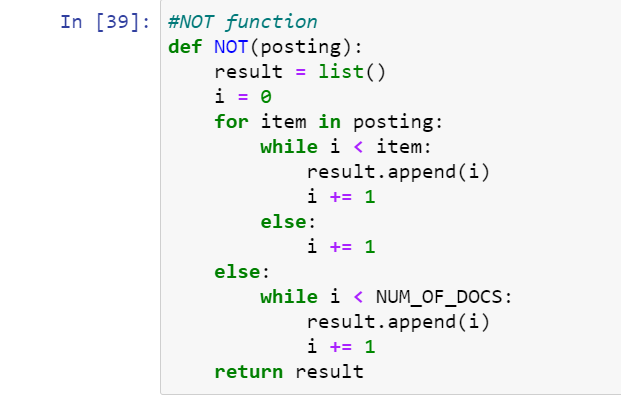 In [39]: #NOT function
def NOT(posting):
    result = list()
    i = 0
    for item in posting:
        while i < item:
            result.append(i)
            i += 1
        else:
            i += 1
    else:
        while i < NUM_OF_DOCS:
            result.append(i)
            i += 1
    return result